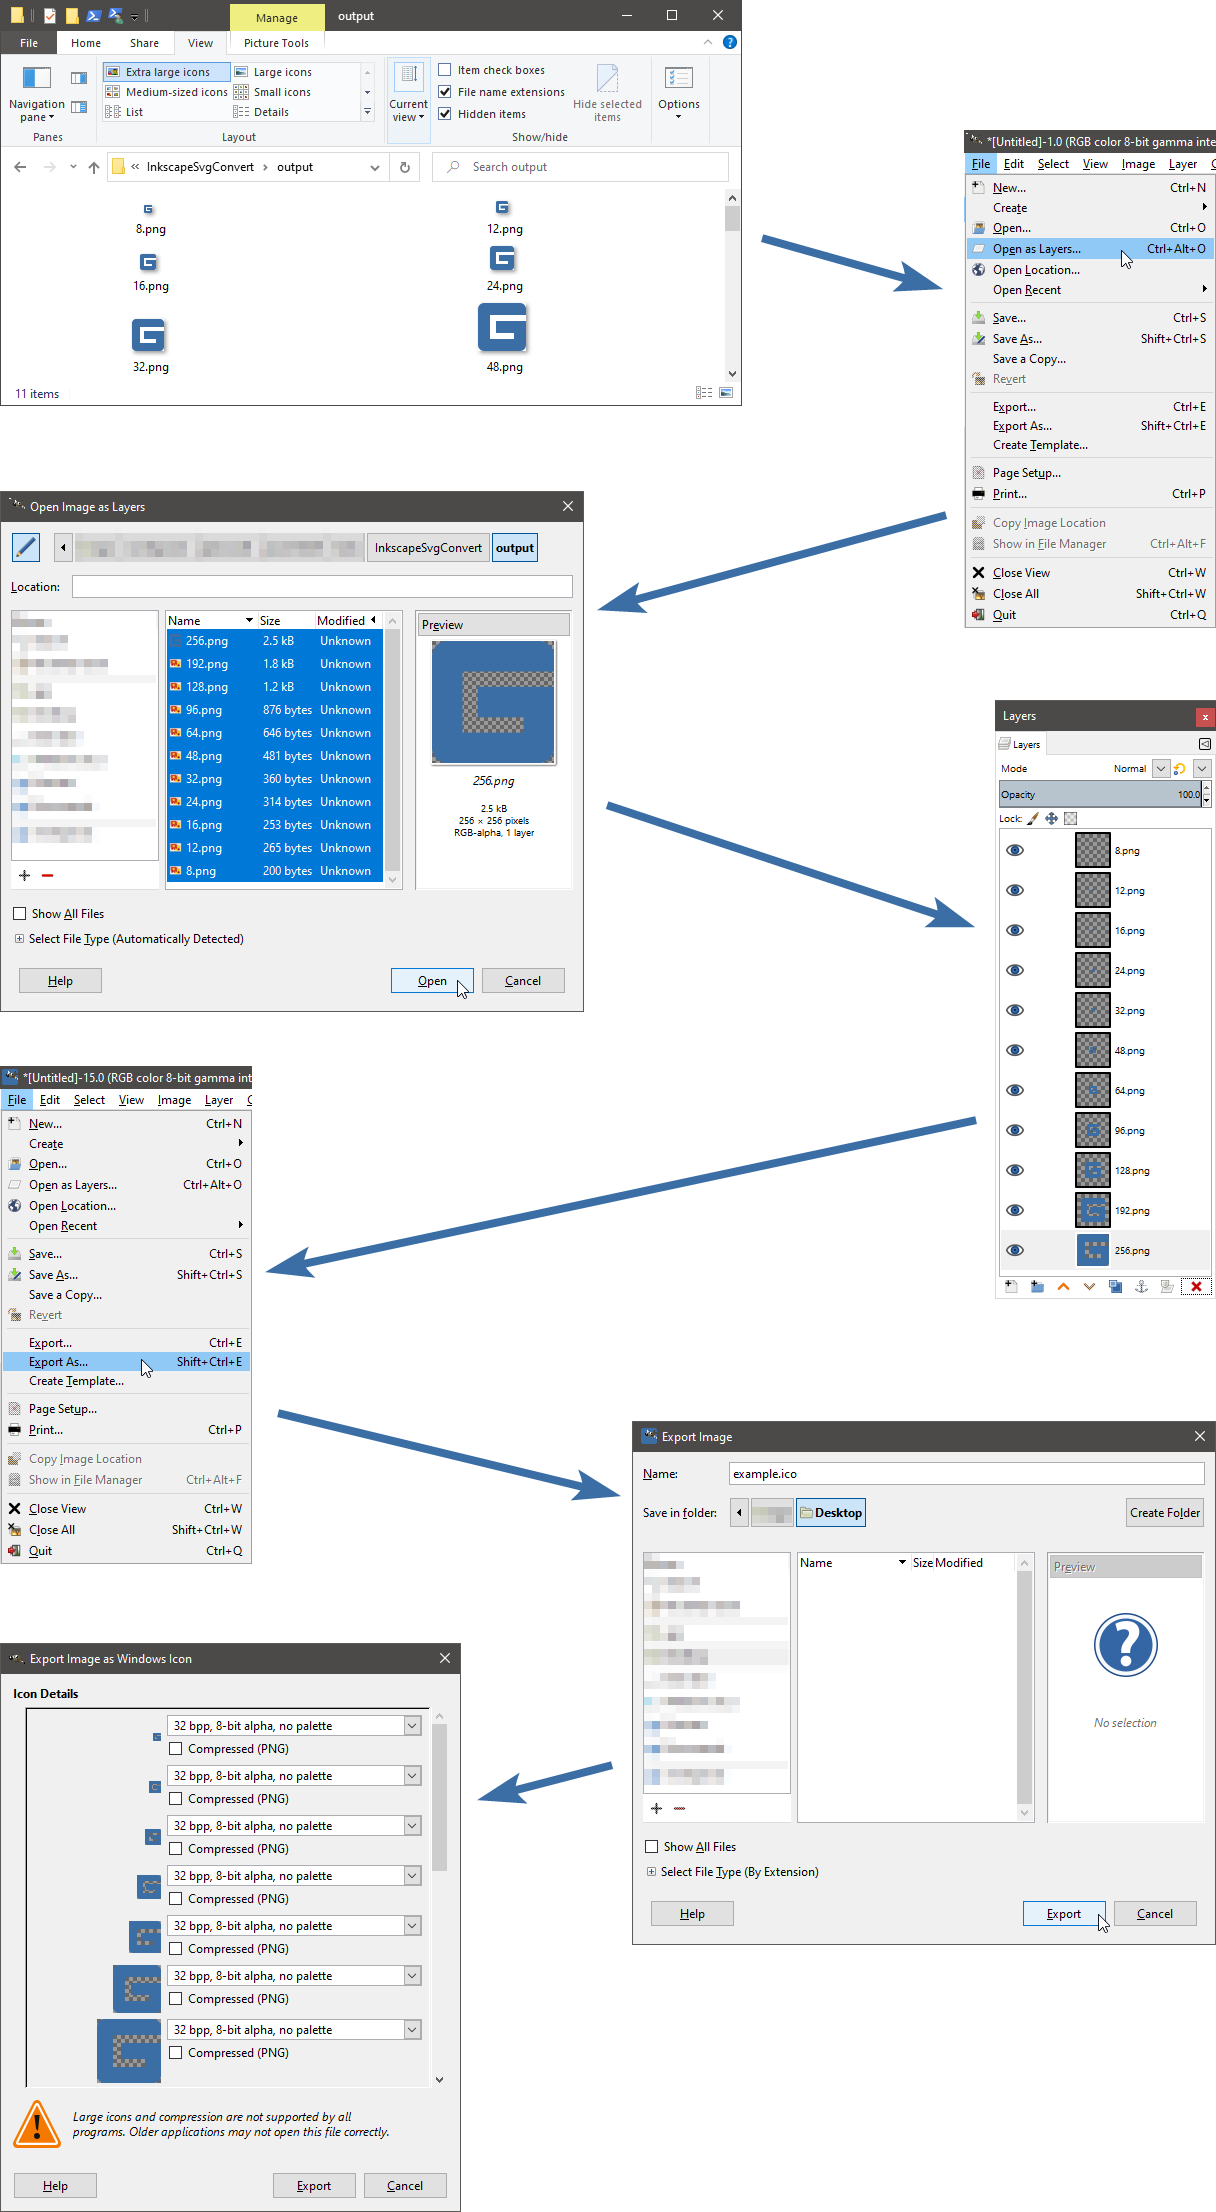 Manage
output
File
Home
Share
View
Picture Tools
Navigation pane
Extra large icons
Large icons
Medium-sized icons
Small icons
List
Details
Current view
Item check boxes
File name extensions
Hidden items
Hide selected items
Options
Panes
Layout
Show/hide
« InkscapeSvgConvert › output
Search output
8.png
12.png
16.png
24.png
32.png
48.png
11 items
*[Untitled]-1.0 (RGB color 8-bit gamma inte
File Edit Select View Image Layer
New... Ctrl+N
Create
Open... Ctrl+O
Open as Layers... Ctrl+Alt+O
Open Location...
Open Recent
Save... Ctrl+S
Save As... Shift+Ctrl+S
Save a Copy...
Revert
Export... Ctrl+E
Export As... Shift+Ctrl+E
Create Template...
Page Setup...
Print... Ctrl+P
Copy Image Location
Show in File Manager Ctrl+Alt+F
Close View Ctrl+W
Close All Shift+Ctrl+W
Quit Ctrl+Q
Open Image as Layers
InkscapeSvgConvert output
Location:
Name Size Modified
256.png 2.5 kB Unknown
192.png 1.8 kB Unknown
128.png 1.2 kB Unknown
96.png 876 bytes Unknown
64.png 646 bytes Unknown
48.png 481 bytes Unknown
32.png 360 bytes Unknown
24.png 314 bytes Unknown
16.png 253 bytes Unknown
12.png 265 bytes Unknown
8.png 200 bytes Unknown
Preview
256.png
2.5 kB
256 × 256 pixels
RGB-alpha, 1 layer
Show All Files
Select File Type (Automatically Detected)
Help
Open
Cancel
Layers
Layers
Mode Normal
Opacity 100.0
Lock:
8.png
12.png
16.png
24.png
32.png
48.png
64.png
96.png
128.png
192.png
256.png
*[Untitled]-15.0 (RGB color 8-bit gamma int
File Edit Select View Image Layer
New... Ctrl+N
Create
Open... Ctrl+O
Open as Layers... Ctrl+Alt+O
Open Location...
Open Recent
Save... Ctrl+S
Save As... Shift+Ctrl+S
Save a Copy...
Revert
Export... Ctrl+E
Export As... Shift+Ctrl+E
Create Template...
Page Setup...
Print... Ctrl+P
Copy Image Location
Show in File Manager Ctrl+Alt+F
Close View Ctrl+W
Close All Shift+Ctrl+W
Quit Ctrl+Q
Export Image
Name: example.ico
Save in folder: Desktop
Create Folder
Name Size Modified
Preview
No selection
Show All Files
Select File Type (By Extension)
Help
Export
Cancel
Export Image as Windows Icon
Icon Details
32 bpp, 8-bit alpha, no palette
Compressed (PNG)
32 bpp, 8-bit alpha, no palette
Compressed (PNG)
32 bpp, 8-bit alpha, no palette
Compressed (PNG)
32 bpp, 8-bit alpha, no palette
Compressed (PNG)
32 bpp, 8-bit alpha, no palette
Compressed (PNG)
32 bpp, 8-bit alpha, no palette
Compressed (PNG)
32 bpp, 8-bit alpha, no palette
Compressed (PNG)
Large icons and compression are not supported by all
programs. Older applications may not open this file correctly.
Help
Export
Cancel